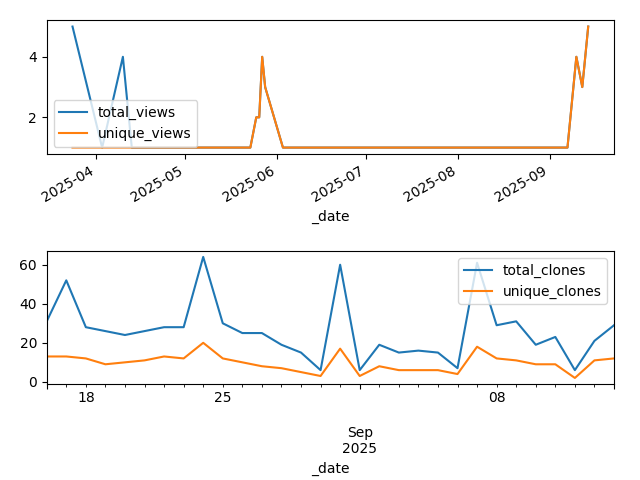 4
2
total_views
unique_views
2025-04
2025-05
2025-06
2025-07
2025-08
2025-09
_date
60
40
20
0
total_clones
unique_clones
18
25
08
Sep
2025
_date